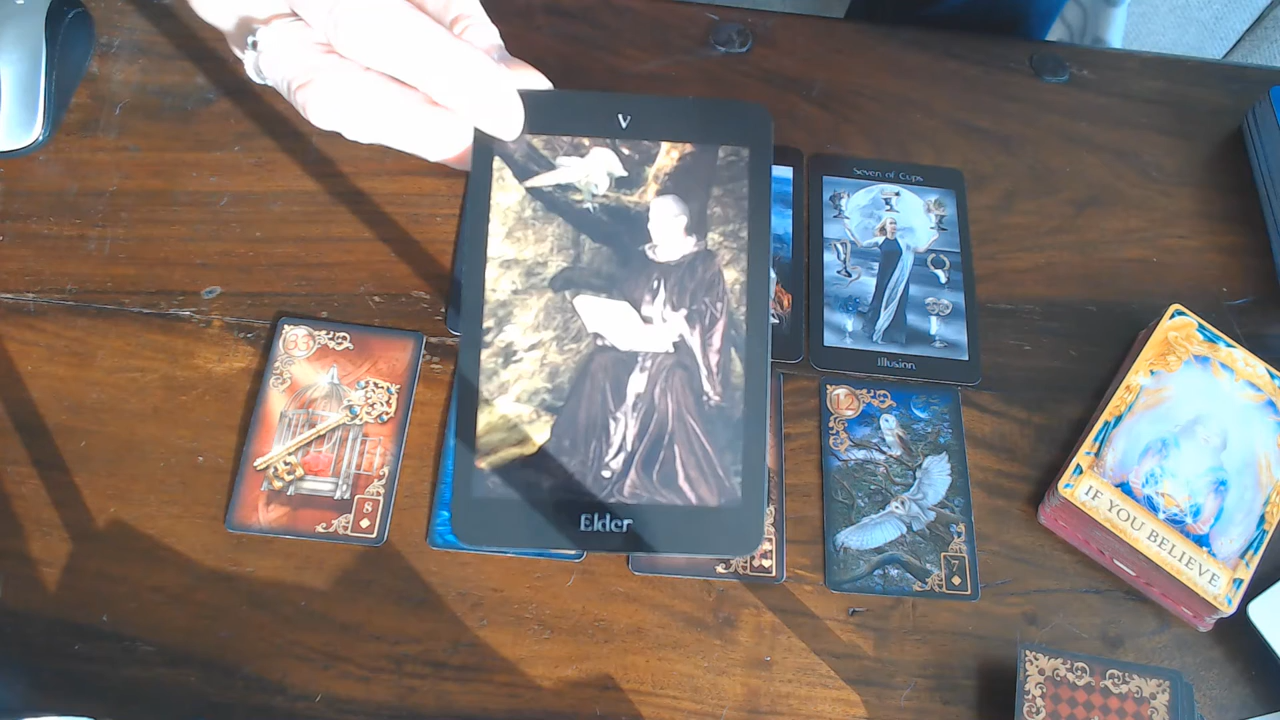 V
Elder
Seven of Cups
Illusion
33
8
12
7
IF YOU BELIEVE